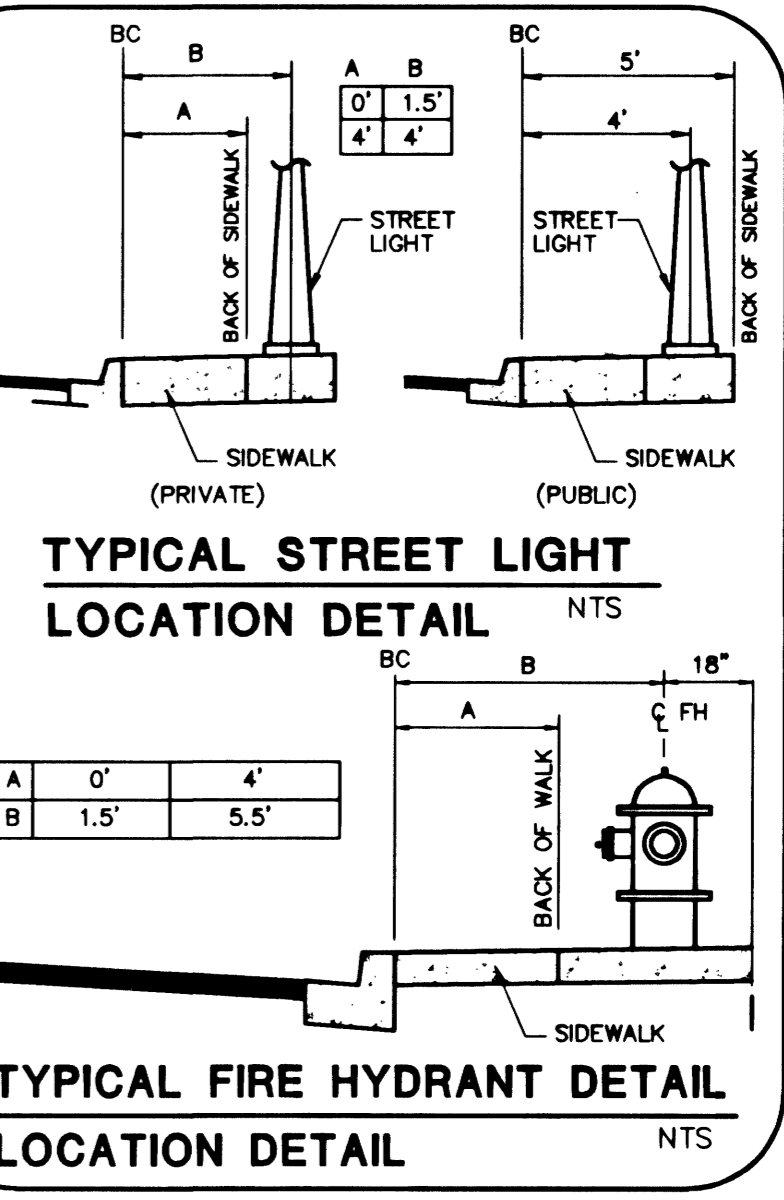 BC
B
A
A B
0' 1.5'
4' 4'
BACK OF SIDEWALK
STREET
LIGHT
SIDEWALK
(PRIVATE)
BC
5'
4'
STREET
LIGHT
BACK OF SIDEWALK
SIDEWALK
(PUBLIC)
TYPICAL STREET LIGHT
LOCATION DETAIL NTS
BC
B
18"
A
℄ FH
BACK OF WALK
A 0' 4'
B 1.5' 5.5'
SIDEWALK
TYPICAL FIRE HYDRANT DETAIL
LOCATION DETAIL NTS